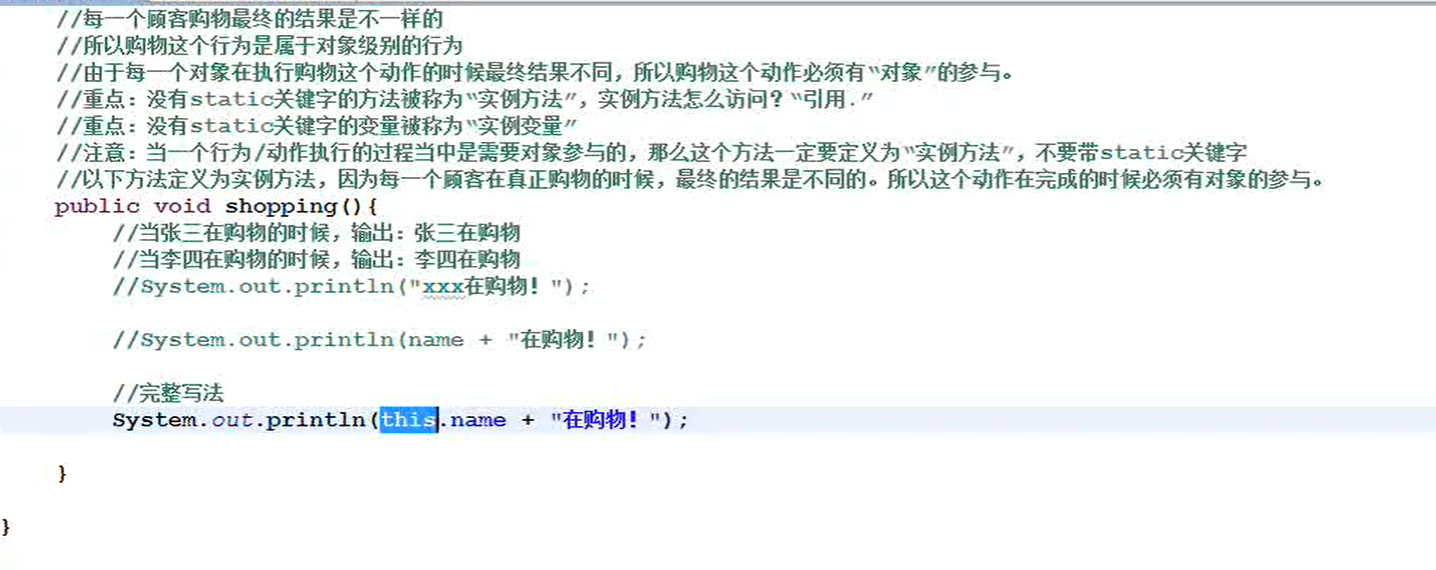 //每一个顾客购物最终的结果是不一样的
//所以购物这个行为是属于对象级别的行为
//由于每一个对象在执行购物这个动作的时候最终结果不同，所以购物这个动作必须有“对象”的参与。
//重点：没有static关键字的方法被称为“实例方法”，实例方法怎么访问？“引用.”
//重点：没有static关键字的变量被称为“实例变量”
//注意：当一个行为/动作执行的过程当中是需要对象参与的，那么这个方法一定要定义为“实例方法”，不要带static关键字
//以下方法定义为实例方法，因为每一个顾客在真正购物的时候，最终的结果是不同的。所以这个动作在完成的时候必须有对象的参与。
public void shopping(){
//当张三在购物的时候，输出：张三在购物
//当李四在购物的时候，输出：李四在购物
//System.out.println("xxx在购物！");
//System.out.println(name + "在购物！");
//完整写法
System.out.println(this.name + "在购物！");
}
}